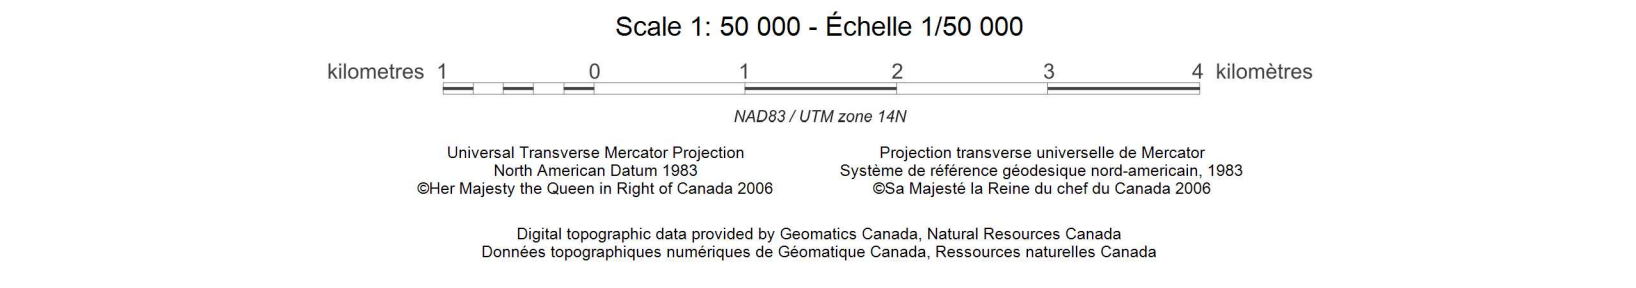 Scale 1: 50 000 - Échelle 1/50 000
kilometres 1 0 1 2 3 4 kilomètres
NAD83 / UTM zone 14N
Universal Transverse Mercator Projection
North American Datum 1983
©Her Majesty the Queen in Right of Canada 2006
Projection transverse universelle de Mercator
Système de référence géodesique nord-americain, 1983
©Sa Majesté la Reine du chef du Canada 2006
Digital topographic data provided by Geomatics Canada, Natural Resources Canada
Données topographiques numériques de Géomatique Canada, Ressources naturelles Canada